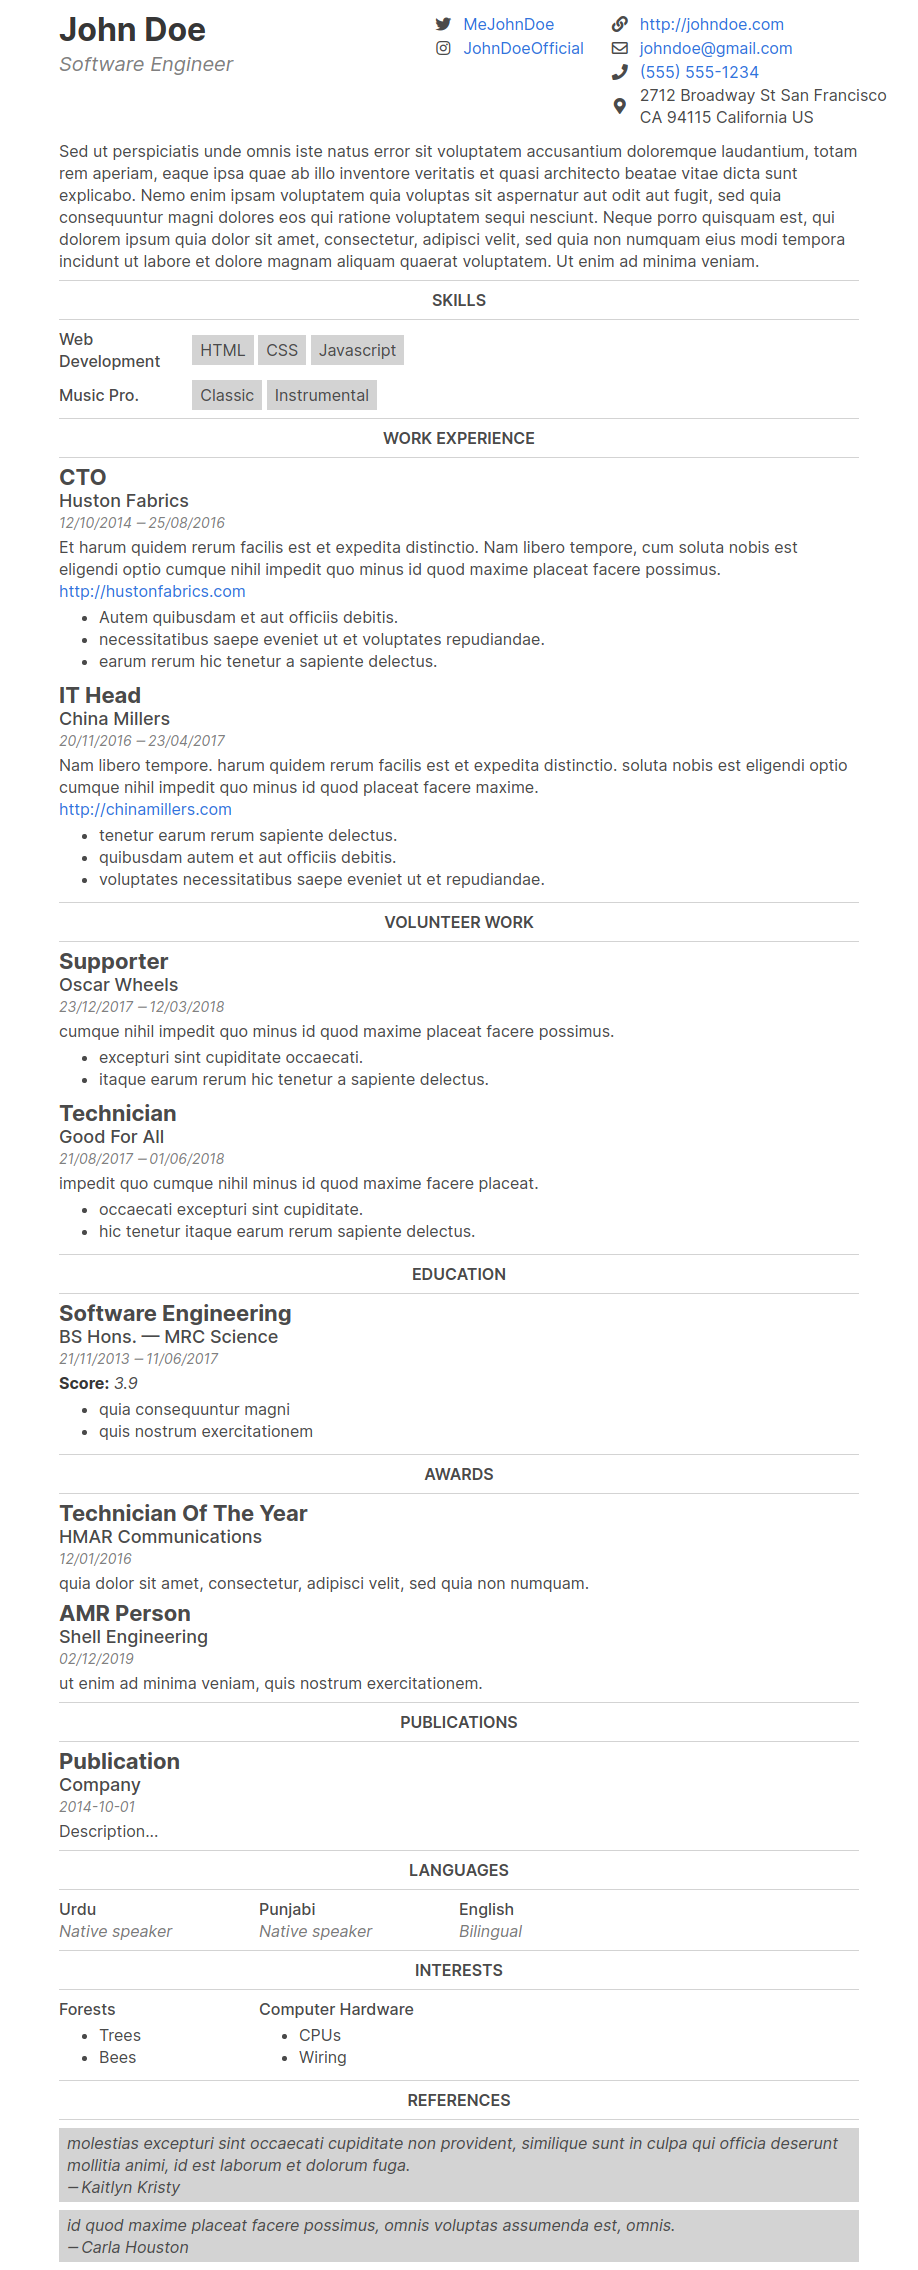 John Doe
Software Engineer
MeJohnDoe
JohnDoeOfficial
http://johndoe.com
johndoe@gmail.com
(555) 555-1234
2712 Broadway St San Francisco
CA 94115 California US
Sed ut perspiciatis unde omnis iste natus error sit voluptatem accusantium doloremque laudantium, totam
rem aperiam, eaque ipsa quae ab illo inventore veritatis et quasi architecto beatae vitae dicta sunt
explicabo. Nemo enim ipsam voluptatem quia voluptas sit aspernatur aut odit aut fugit, sed quia
consequuntur magni dolores eos qui ratione voluptatem sequi nesciunt. Neque porro quisquam est, qui
dolorem ipsum quia dolor sit amet, consectetur, adipisci velit, sed quia non numquam eius modi tempora
incidunt ut labore et dolore magnam aliquam quaerat voluptatem. Ut enim ad minima veniam.
SKILLS
Web
Development
HTML CSS Javascript
Music Pro.
Classic Instrumental
WORK EXPERIENCE
CTO
Huston Fabrics
12/10/2014 – 25/08/2016
Et harum quidem rerum facilis est et expedita distinctio. Nam libero tempore, cum soluta nobis est
eligendi optio cumque nihil impedit quo minus id quod maxime placeat facere possimus.
http://hustonfabrics.com
• Autem quibusdam et aut officiis debitis.
• necessitatibus saepe eveniet ut et voluptates repudiandae.
• earum rerum hic tenetur a sapiente delectus.
IT Head
China Millers
20/11/2016 – 23/04/2017
Nam libero tempore. harum quidem rerum facilis est et expedita distinctio. soluta nobis est eligendi optio
cumque nihil impedit quo minus id quod placeat facere maxime.
http://chinamillers.com
• tenetur earum rerum sapiente delectus.
• quibusdam autem et aut officiis debitis.
• voluptates necessitatibus saepe eveniet ut et repudiandae.
VOLUNTEER WORK
Supporter
Oscar Wheels
23/12/2017 – 12/03/2018
cumque nihil impedit quo minus id quod maxime placeat facere possimus.
• excepturi sint cupiditate occaecati.
• itaque earum rerum hic tenetur a sapiente delectus.
Technician
Good For All
21/08/2017 – 01/06/2018
impedit quo cumque nihil minus id quod maxime facere placeat.
• occaecati excepturi sint cupiditate.
• hic tenetur itaque earum rerum sapiente delectus.
EDUCATION
Software Engineering
BS Hons. — MRC Science
21/11/2013 – 11/06/2017
Score: 3.9
• quia consequuntur magni
• quis nostrum exercitationem
AWARDS
Technician Of The Year
HMAR Communications
12/01/2016
quia dolor sit amet, consectetur, adipisci velit, sed quia non numquam.
AMR Person
Shell Engineering
02/12/2019
ut enim ad minima veniam, quis nostrum exercitationem.
PUBLICATIONS
Publication
Company
2014-10-01
Description...
LANGUAGES
Urdu
Native speaker
Punjabi
Native speaker
English
Bilingual
INTERESTS
Forests
• Trees
• Bees
Computer Hardware
• CPUs
• Wiring
REFERENCES
molestias excepturi sint occaecati cupiditate non provident, similique sunt in culpa qui officia deserunt
mollitia animi, id est laborum et dolorum fuga.
– Kaitlyn Kristy
id quod maxime placeat facere possimus, omnis voluptas assumenda est, omnis.
– Carla Houston